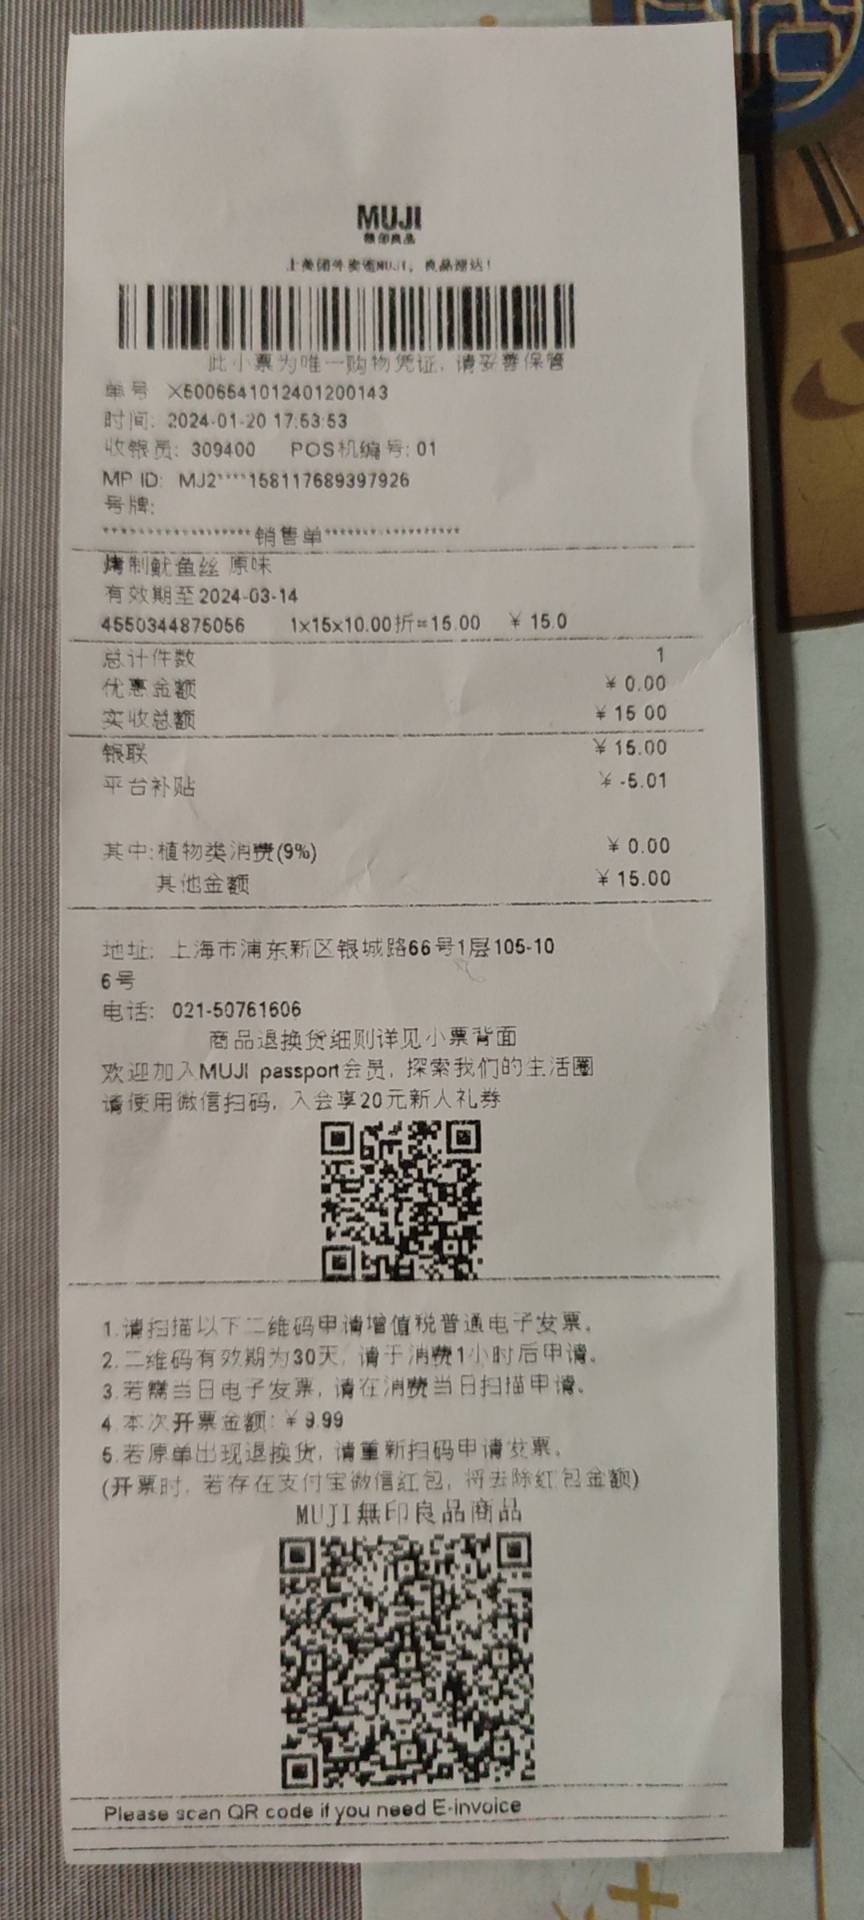 MUJI
無印良品
上美团外卖逛MUJI，良品速达！
此小票为唯一购物凭证，请妥善保管
单号 X5006541012401200143
时间: 2024-01-20 17:53:53
收银员: 309400 POS机编号: 01
MP ID: MJ2****158117689397926
号牌:
******************销售单*****************
烤制鱿鱼丝 原味
有效期至2024-03-14
4550344875056 1x15x10.00折=15.00 ￥15.0
总计件数 1
优惠金额 ￥0.00
实收总额 ￥15.00
银联 ￥15.00
平台补贴 ￥-5.01
其中:植物类消费(9%) ￥0.00
其他金额 ￥15.00
地址: 上海市浦东新区银城路66号1层105-10
6号
电话: 021-50761606
商品退换货细则详见小票背面
欢迎加入MUJI passport会员, 探索我们的生活圈
请使用微信扫码, 入会享20元新人礼券
1.请扫描以下二维码申请增值税普通电子发票。
2.二维码有效期为30天, 请于消费1小时后申请。
3.若需当日电子发票, 请在消费当日扫描申请。
4.本次开票金额: ￥9.99
5.若原单出现退换货, 请重新扫码申请发票。
(开票时, 若存在支付宝微信红包, 将去除红包金额)
MUJI無印良品商品
Please scan QR code if you need E-invoice